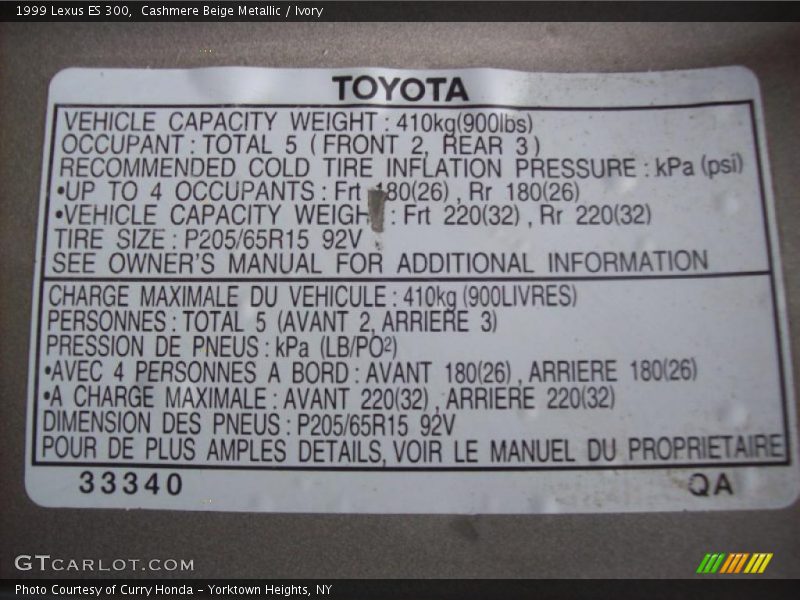 1999 Lexus ES 300,  Cashmere Beige Metallic / Ivory
TOYOTA
VEHICLE CAPACITY WEIGHT : 410kg(900lbs)
OCCUPANT : TOTAL 5 ( FRONT 2, REAR 3 )
RECOMMENDED COLD TIRE INFLATION PRESSURE : kPa (psi)
•UP TO 4 OCCUPANTS : Frt 180(26) , Rr 180(26)
•VEHICLE CAPACITY WEIGHT : Frt 220(32) , Rr 220(32)
TIRE SIZE : P205/65R15 92V
SEE OWNER'S MANUAL FOR ADDITIONAL INFORMATION
CHARGE MAXIMALE DU VEHICULE : 410kg (900LIVRES)
PERSONNES : TOTAL 5 (AVANT 2, ARRIERE 3)
PRESSION DE PNEUS : kPa (LB/PO²)
•AVEC 4 PERSONNES A BORD : AVANT 180(26) , ARRIERE 180(26)
•A CHARGE MAXIMALE : AVANT 220(32) , ARRIERE 220(32)
DIMENSION DES PNEUS : P205/65R15 92V
POUR DE PLUS AMPLES DETAILS, VOIR LE MANUEL DU PROPRIETAIRE
33340 QA
GTCARLOT.COM
Photo Courtesy of Curry Honda – Yorktown Heights, NY